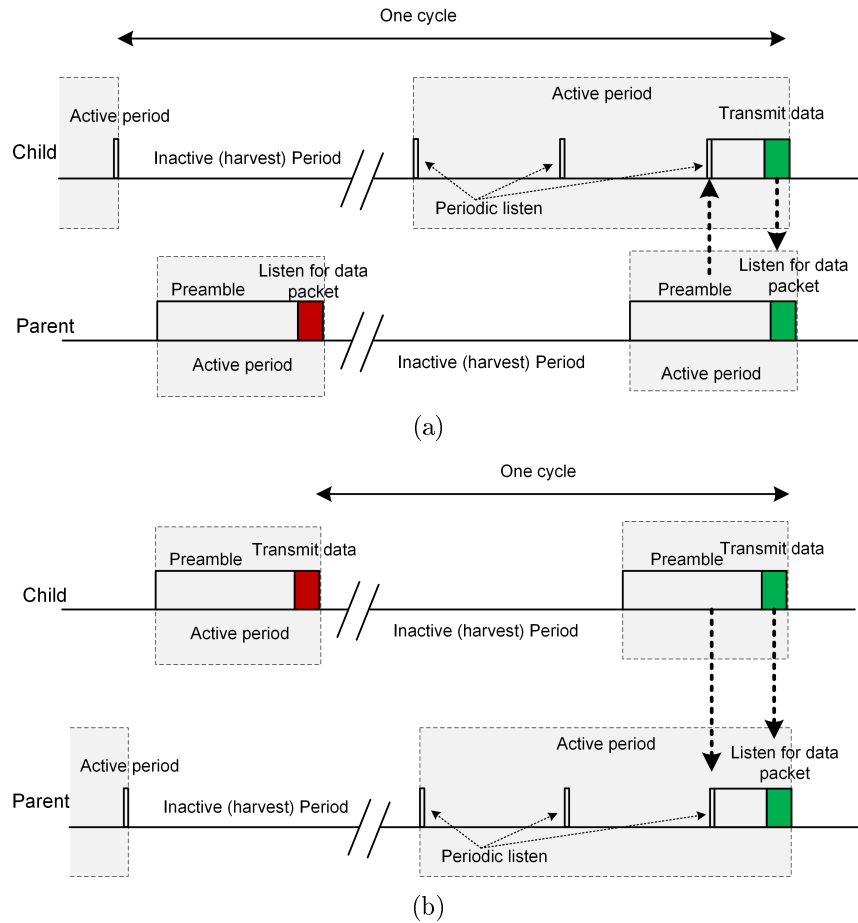 One cycle
Active period
Active period
Transmit data
Child
Inactive (harvest) Period
Periodic listen
Listen for data
packet
Preamble
Listen for data
packet
Preamble
Parent
Active period
Inactive (harvest) Period
Active period
(a)
One cycle
Preamble
Transmit data
Preamble
Transmit data
Child
Active period
Inactive (harvest) Period
Active period
Active period
Active period
Listen for data
packet
Parent
Inactive (harvest) Period
Periodic listen
(b)